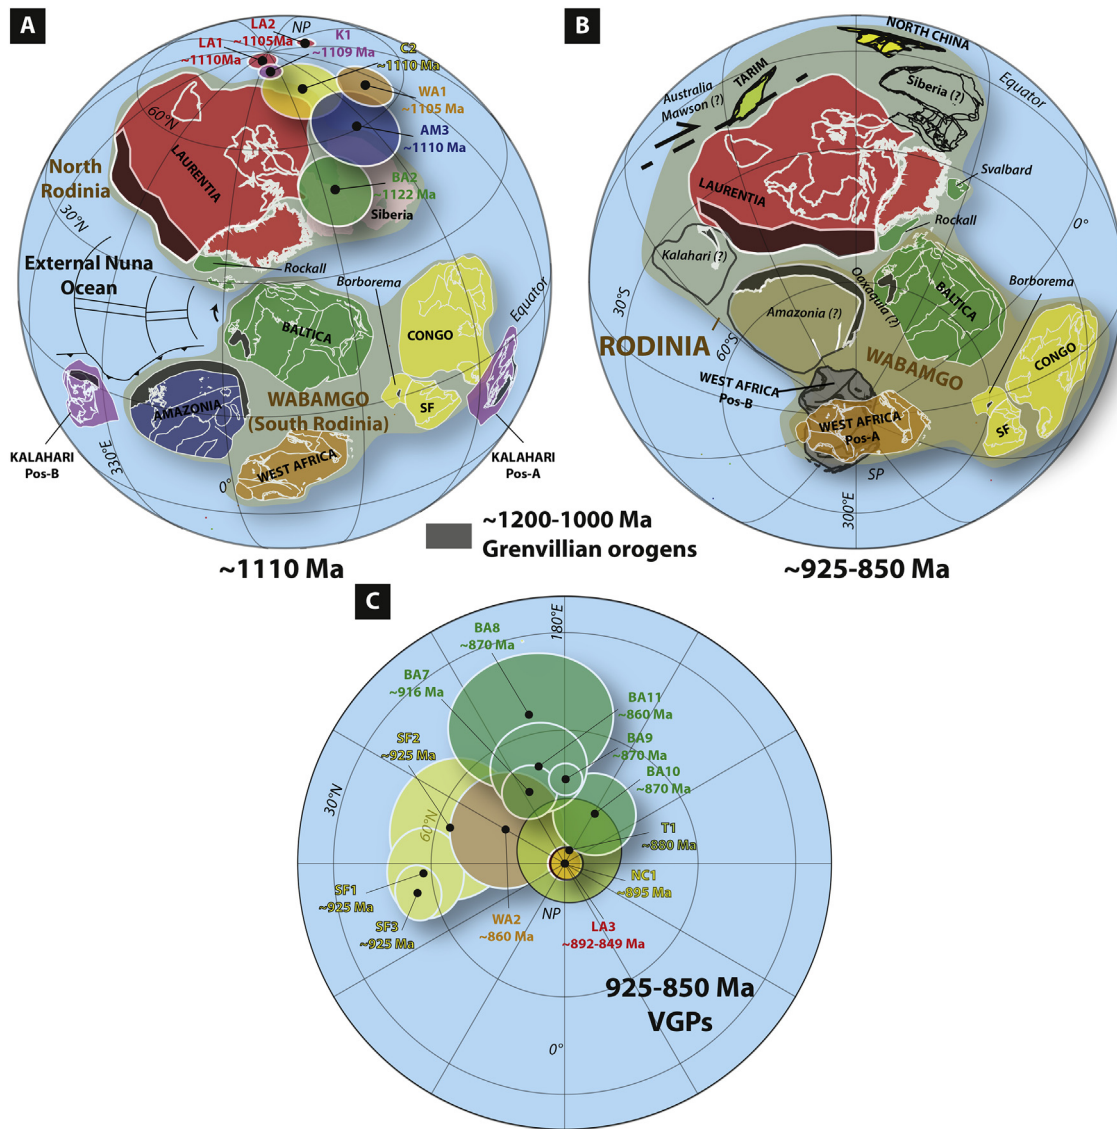 A
LA2
~1105Ma
NP
LA1
~1110Ma
K1
~1109 Ma
C2
~1110 Ma
WA1
~1105 Ma
AM3
~1110 Ma
BA2
~1122 Ma
60°N
LAURENTIA
North
Rodinia
30°N
Siberia
External Nuna
Ocean
Rockall
Borborema
Equator
BALTICA
CONGO
AMAZONIA
WABAMGO
(South Rodinia)
SF
WEST AFRICA
KALAHARI
Pos-B
330°E
0°
KALAHARI
Pos-A
~1110 Ma
~1200-1000 Ma
Grenvillian orogens
B
NORTH CHINA
TARIM
Australia
Mawson (?)
Siberia (?)
Equator
LAURENTIA
Svalbard
Rockall
0°
Kalahari (?)
Oaxaquia (?)
Borborema
30°S
Amazonia (?)
BALTICA
RODINIA
60°S
WABAMGO
CONGO
WEST AFRICA
Pos-B
WEST AFRICA
Pos-A
SF
SP
300°E
~925-850 Ma
C
180°E
BA8
~870 Ma
BA7
~916 Ma
BA11
~860 Ma
BA9
~870 Ma
SF2
~925 Ma
BA10
~870 Ma
30°N
60°N
T1
~880 Ma
SF1
~925 Ma
NC1
~895 Ma
SF3
~925 Ma
WA2
~860 Ma
NP
LA3
~892-849 Ma
925-850 Ma
VGPs
0°